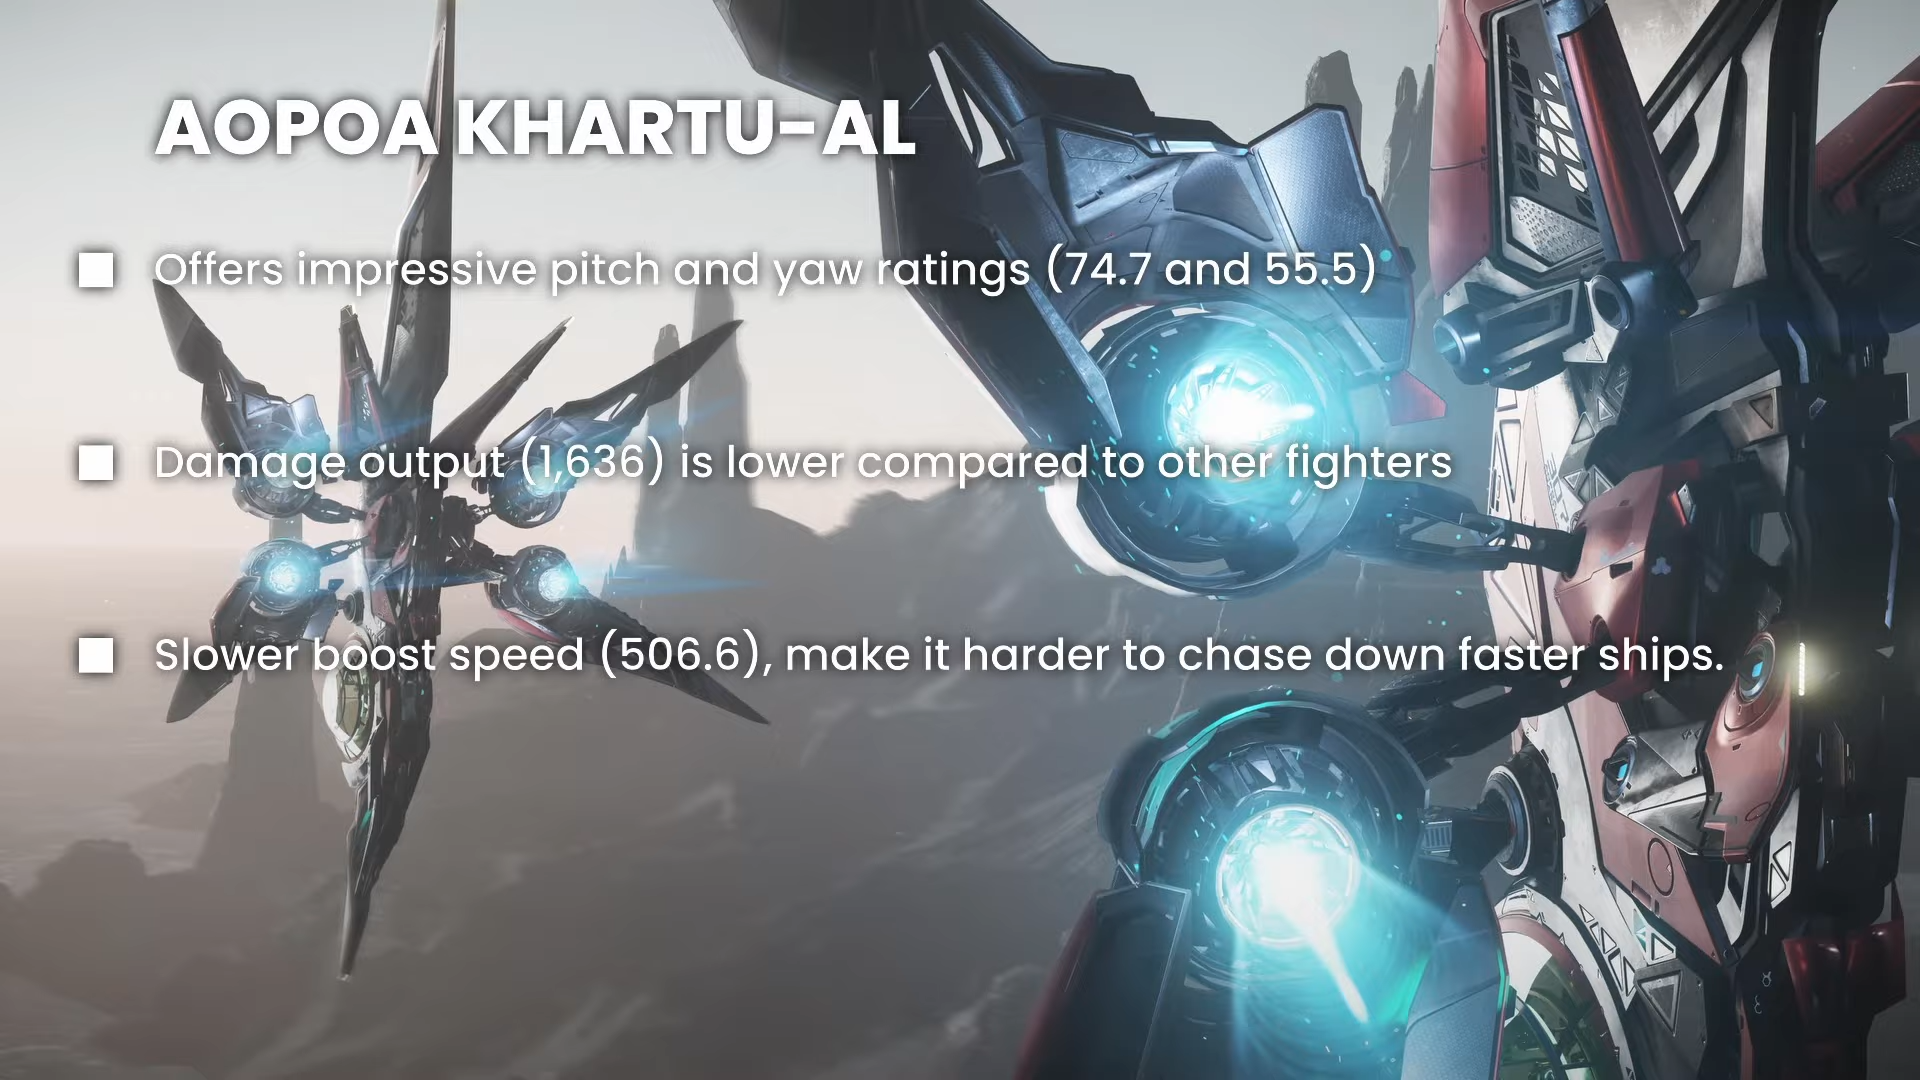 AOPOA KHARTU-AL
Offers impressive pitch and yaw ratings (74.7 and 55.5)
Damage output (1,636) is lower compared to other fighters
Slower boost speed (506.6), make it harder to chase down faster ships.